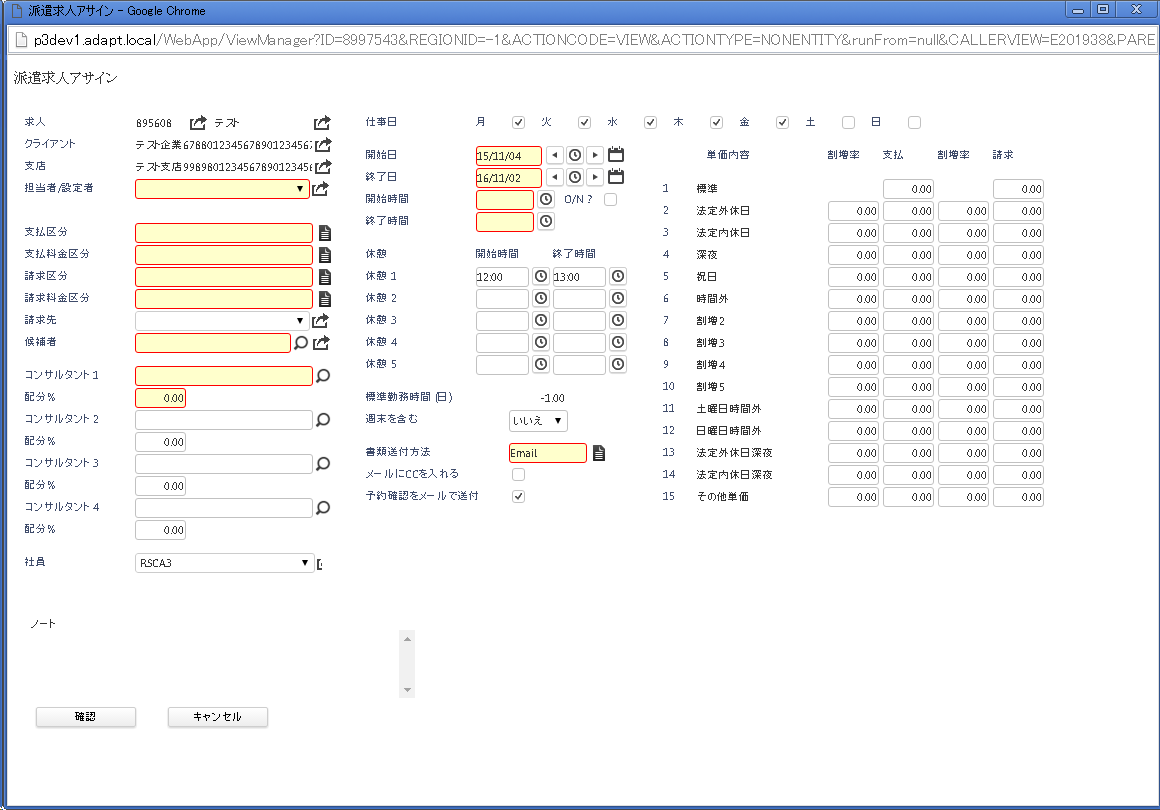 派遣求人アサイン - Google Chrome
p3dev1.adapt.local/WebApp/ViewManager?ID=8997543&REGIONID=-1&ACTIONCODE=VIEW&ACTIONTYPE=NONENTITY&runFrom=null&CALLERVIEW=E201938&PARE
派遣求人アサイン
求人 895608 テスト
クライアント テスト企業6788012345678901234567
支店 テスト支店9989801234567890123456
担当者/設定者
支払区分
支払料金区分
請求区分
請求料金区分
請求先
候補者
コンサルタント 1
配分% 0.00
コンサルタント 2
配分% 0.00
コンサルタント 3
配分% 0.00
コンサルタント 4
配分% 0.00
社員 RSCA3
ノート
確認 キャンセル
仕事日 月 火 水 木 金 土 日
開始日 15/11/04
終了日 16/11/02
開始時間 O/N ?
終了時間
休憩 開始時間 終了時間
休憩 1 12:00 13:00
休憩 2
休憩 3
休憩 4
休憩 5
標準勤務時間 (日) -1.00
週末を含む いいえ
書類送付方法 Email
メールにCCを入れる
予約確認をメールで送付
単価内容 割増率 支払 割増率 請求
1 標準 0.00 0.00
2 法定外休日 0.00 0.00 0.00 0.00
3 法定内休日 0.00 0.00 0.00 0.00
4 深夜 0.00 0.00 0.00 0.00
5 祝日 0.00 0.00 0.00 0.00
6 時間外 0.00 0.00 0.00 0.00
7 割増2 0.00 0.00 0.00 0.00
8 割増3 0.00 0.00 0.00 0.00
9 割増4 0.00 0.00 0.00 0.00
10 割増5 0.00 0.00 0.00 0.00
11 土曜日時間外 0.00 0.00 0.00 0.00
12 日曜日時間外 0.00 0.00 0.00 0.00
13 法定外休日深夜 0.00 0.00 0.00 0.00
14 法定内休日深夜 0.00 0.00 0.00 0.00
15 その他単価 0.00 0.00 0.00 0.00